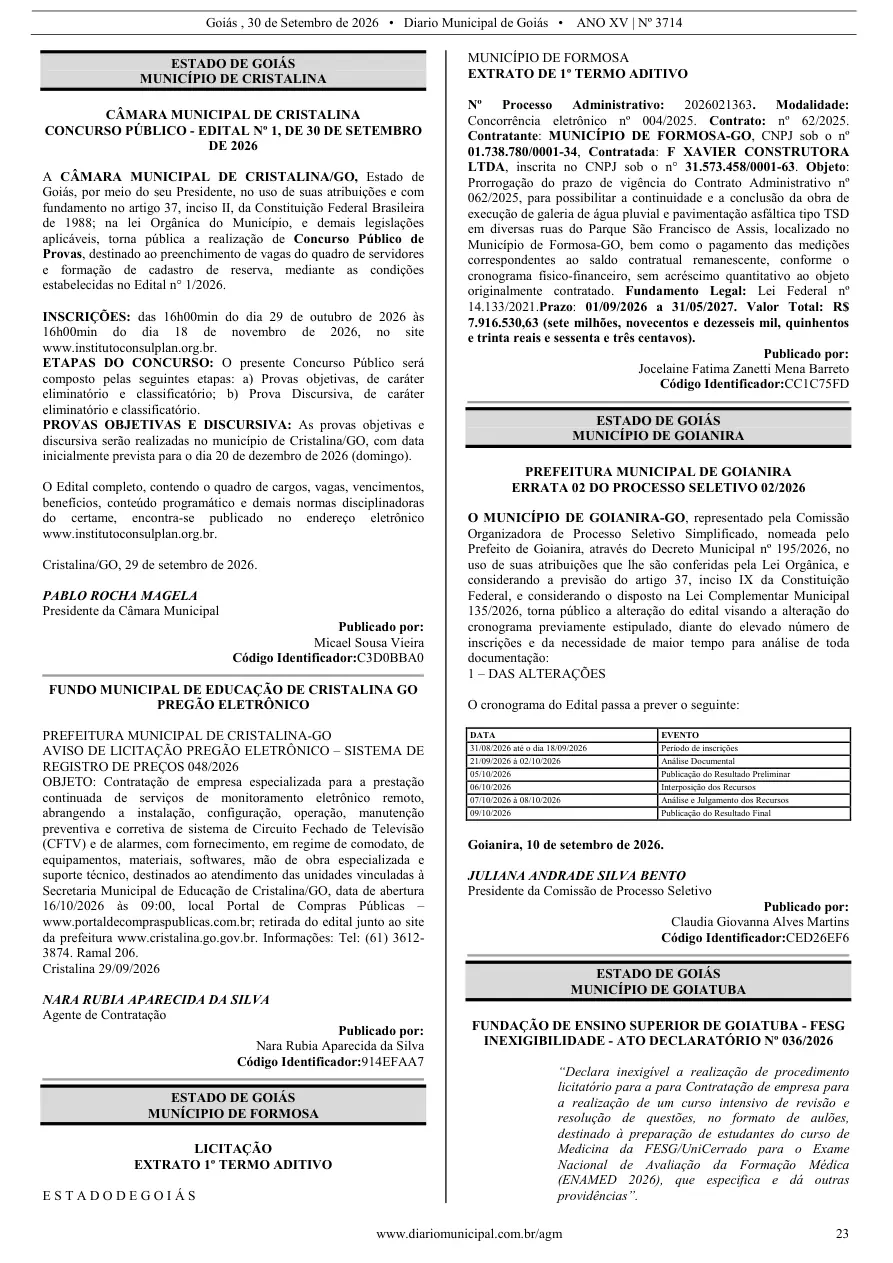 Goiás , 30 de Setembro de 2026 • Diario Municipal de Goiás • ANO XV | Nº 3714
ESTADO DE GOIÁS
MUNICÍPIO DE CRISTALINA
CÂMARA MUNICIPAL DE CRISTALINA
CONCURSO PÚBLICO - EDITAL Nº 1, DE 30 DE SETEMBRO
DE 2026
A CÂMARA MUNICIPAL DE CRISTALINA/GO, Estado de
Goiás, por meio do seu Presidente, no uso de suas atribuições e com
fundamento no artigo 37, inciso II, da Constituição Federal Brasileira
de 1988; na lei Orgânica do Município, e demais legislações
aplicáveis, torna pública a realização de Concurso Público de
Provas, destinado ao preenchimento de vagas do quadro de servidores
e formação de cadastro de reserva, mediante as condições
estabelecidas no Edital n° 1/2026.
INSCRIÇÕES: das 16h00min do dia 29 de outubro de 2026 às
16h00min do dia 18 de novembro de 2026, no site
www.institutoconsulplan.org.br.
ETAPAS DO CONCURSO: O presente Concurso Público será
composto pelas seguintes etapas: a) Provas objetivas, de caráter
eliminatório e classificatório; b) Prova Discursiva, de caráter
eliminatório e classificatório.
PROVAS OBJETIVAS E DISCURSIVA: As provas objetivas e
discursiva serão realizadas no município de Cristalina/GO, com data
inicialmente prevista para o dia 20 de dezembro de 2026 (domingo).
O Edital completo, contendo o quadro de cargos, vagas, vencimentos,
benefícios, conteúdo programático e demais normas disciplinadoras
do certame, encontra-se publicado no endereço eletrônico
www.institutoconsulplan.org.br.
Cristalina/GO, 29 de setembro de 2026.
PABLO ROCHA MAGELA
Presidente da Câmara Municipal
Publicado por:
Micael Sousa Vieira
Código Identificador:C3D0BBA0
FUNDO MUNICIPAL DE EDUCAÇÃO DE CRISTALINA GO
PREGÃO ELETRÔNICO
PREFEITURA MUNICIPAL DE CRISTALINA-GO
AVISO DE LICITAÇÃO PREGÃO ELETRÔNICO – SISTEMA DE
REGISTRO DE PREÇOS 048/2026
OBJETO: Contratação de empresa especializada para a prestação
continuada de serviços de monitoramento eletrônico remoto,
abrangendo a instalação, configuração, operação, manutenção
preventiva e corretiva de sistema de Circuito Fechado de Televisão
(CFTV) e de alarmes, com fornecimento, em regime de comodato, de
equipamentos, materiais, softwares, mão de obra especializada e
suporte técnico, destinados ao atendimento das unidades vinculadas à
Secretaria Municipal de Educação de Cristalina/GO, data de abertura
16/10/2026 às 09:00, local Portal de Compras Públicas –
www.portaldecompraspublicas.com.br; retirada do edital junto ao site
da prefeitura www.cristalina.go.gov.br. Informações: Tel: (61) 3612-
3874. Ramal 206.
Cristalina 29/09/2026
NARA RUBIA APARECIDA DA SILVA
Agente de Contratação
Publicado por:
Nara Rubia Aparecida da Silva
Código Identificador:914EFAA7
ESTADO DE GOIÁS
MUNÍCIPIO DE FORMOSA
LICITAÇÃO
EXTRATO 1º TERMO ADITIVO
E S T A D O D E G O I Á S
MUNICÍPIO DE FORMOSA
EXTRATO DE 1º TERMO ADITIVO
Nº Processo Administrativo: 2026021363. Modalidade:
Concorrência eletrônico nº 004/2025. Contrato: nº 62/2025.
Contratante: MUNICÍPIO DE FORMOSA-GO, CNPJ sob o nº
01.738.780/0001-34, Contratada: F XAVIER CONSTRUTORA
LTDA, inscrita no CNPJ sob o n° 31.573.458/0001-63. Objeto:
Prorrogação do prazo de vigência do Contrato Administrativo nº
062/2025, para possibilitar a continuidade e a conclusão da obra de
execução de galeria de água pluvial e pavimentação asfáltica tipo TSD
em diversas ruas do Parque São Francisco de Assis, localizado no
Município de Formosa-GO, bem como o pagamento das medições
correspondentes ao saldo contratual remanescente, conforme o
cronograma físico-financeiro, sem acréscimo quantitativo ao objeto
originalmente contratado. Fundamento Legal: Lei Federal nº
14.133/2021.Prazo: 01/09/2026 a 31/05/2027. Valor Total: R$
7.916.530,63 (sete milhões, novecentos e dezesseis mil, quinhentos
e trinta reais e sessenta e três centavos).
Publicado por:
Jocelaine Fatima Zanetti Mena Barreto
Código Identificador:CC1C75FD
ESTADO DE GOIÁS
MUNICÍPIO DE GOIANIRA
PREFEITURA MUNICIPAL DE GOIANIRA
ERRATA 02 DO PROCESSO SELETIVO 02/2026
O MUNICÍPIO DE GOIANIRA-GO, representado pela Comissão
Organizadora de Processo Seletivo Simplificado, nomeada pelo
Prefeito de Goianira, através do Decreto Municipal nº 195/2026, no
uso de suas atribuições que lhe são conferidas pela Lei Orgânica, e
considerando a previsão do artigo 37, inciso IX da Constituição
Federal, e considerando o disposto na Lei Complementar Municipal
135/2026, torna público a alteração do edital visando a alteração do
cronograma previamente estipulado, diante do elevado número de
inscrições e da necessidade de maior tempo para análise de toda
documentação:
1 – DAS ALTERAÇÕES
O cronograma do Edital passa a prever o seguinte:
DATA EVENTO
31/08/2026 até o dia 18/09/2026 Período de inscrições
21/09/2026 à 02/10/2026 Análise Documental
05/10/2026 Publicação do Resultado Preliminar
06/10/2026 Interposição dos Recursos
07/10/2026 à 08/10/2026 Análise e Julgamento dos Recursos
09/10/2026 Publicação do Resultado Final
Goianira, 10 de setembro de 2026.
JULIANA ANDRADE SILVA BENTO
Presidente da Comissão de Processo Seletivo
Publicado por:
Claudia Giovanna Alves Martins
Código Identificador:CED26EF6
ESTADO DE GOIÁS
MUNICÍPIO DE GOIATUBA
FUNDAÇÃO DE ENSINO SUPERIOR DE GOIATUBA - FESG
INEXIGIBILIDADE - ATO DECLARATÓRIO Nº 036/2026
“Declara inexigível a realização de procedimento
licitatório para a para Contratação de empresa para
a realização de um curso intensivo de revisão e
resolução de questões, no formato de aulões,
destinado à preparação de estudantes do curso de
Medicina da FESG/UniCerrado para o Exame
Nacional de Avaliação da Formação Médica
(ENAMED 2026), que especifica e dá outras
providências”.
www.diariomunicipal.com.br/agm 23